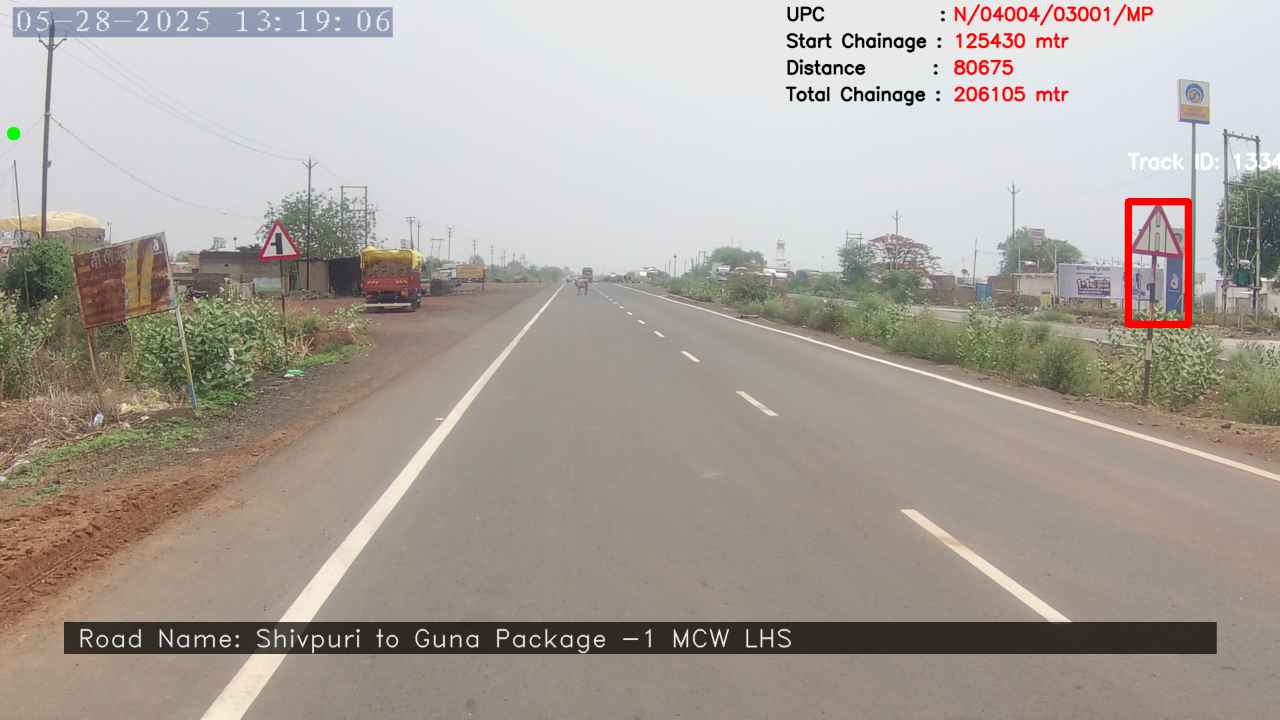 05-28-2025 13:19:06
UPC : N/04004/03001/MP
Start Chainage : 125430 mtr
Distance : 80675
Total Chainage : 206105 mtr
Track ID: 1334
Road Name: Shivpuri to Guna Package -1 MCW LHS